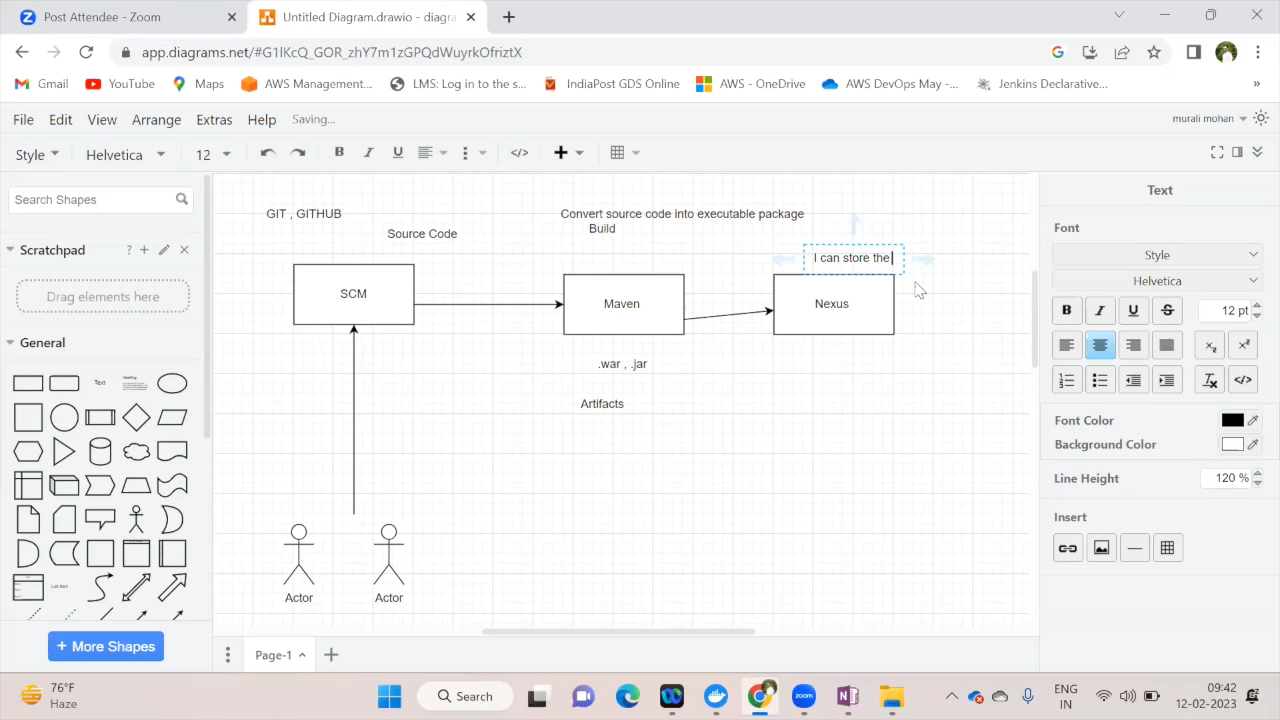 Post Attendee - Zoom
Untitled Diagram.drawio - diagra
app.diagrams.net/#G1lKcQ_GOR_zhY7m1zGPQdWuyrkOfriztX
Gmail
YouTube
Maps
AWS Management...
LMS: Log in to the s...
IndiaPost GDS Online
AWS - OneDrive
AWS DevOps May -...
Jenkins Declarative...
»
File
Edit
View
Arrange
Extras
Help
Saving...
murali mohan
Style
Helvetica
12
B
I
U
</>
Search Shapes
Scratchpad
?
Drag elements here
General
Text
Heading
List Item
+ More Shapes
GIT , GITHUB
Source Code
SCM
Convert source code into executable package
Build
Maven
.war , .jar
Artifacts
I can store the
Nexus
Actor
Actor
Page-1
Text
Font
Style
Helvetica
B
I
U
S
12 pt
Font Color
Background Color
Line Height
120 %
Insert
76°F
Haze
Search
ENG
IN
09:42
12-02-2023